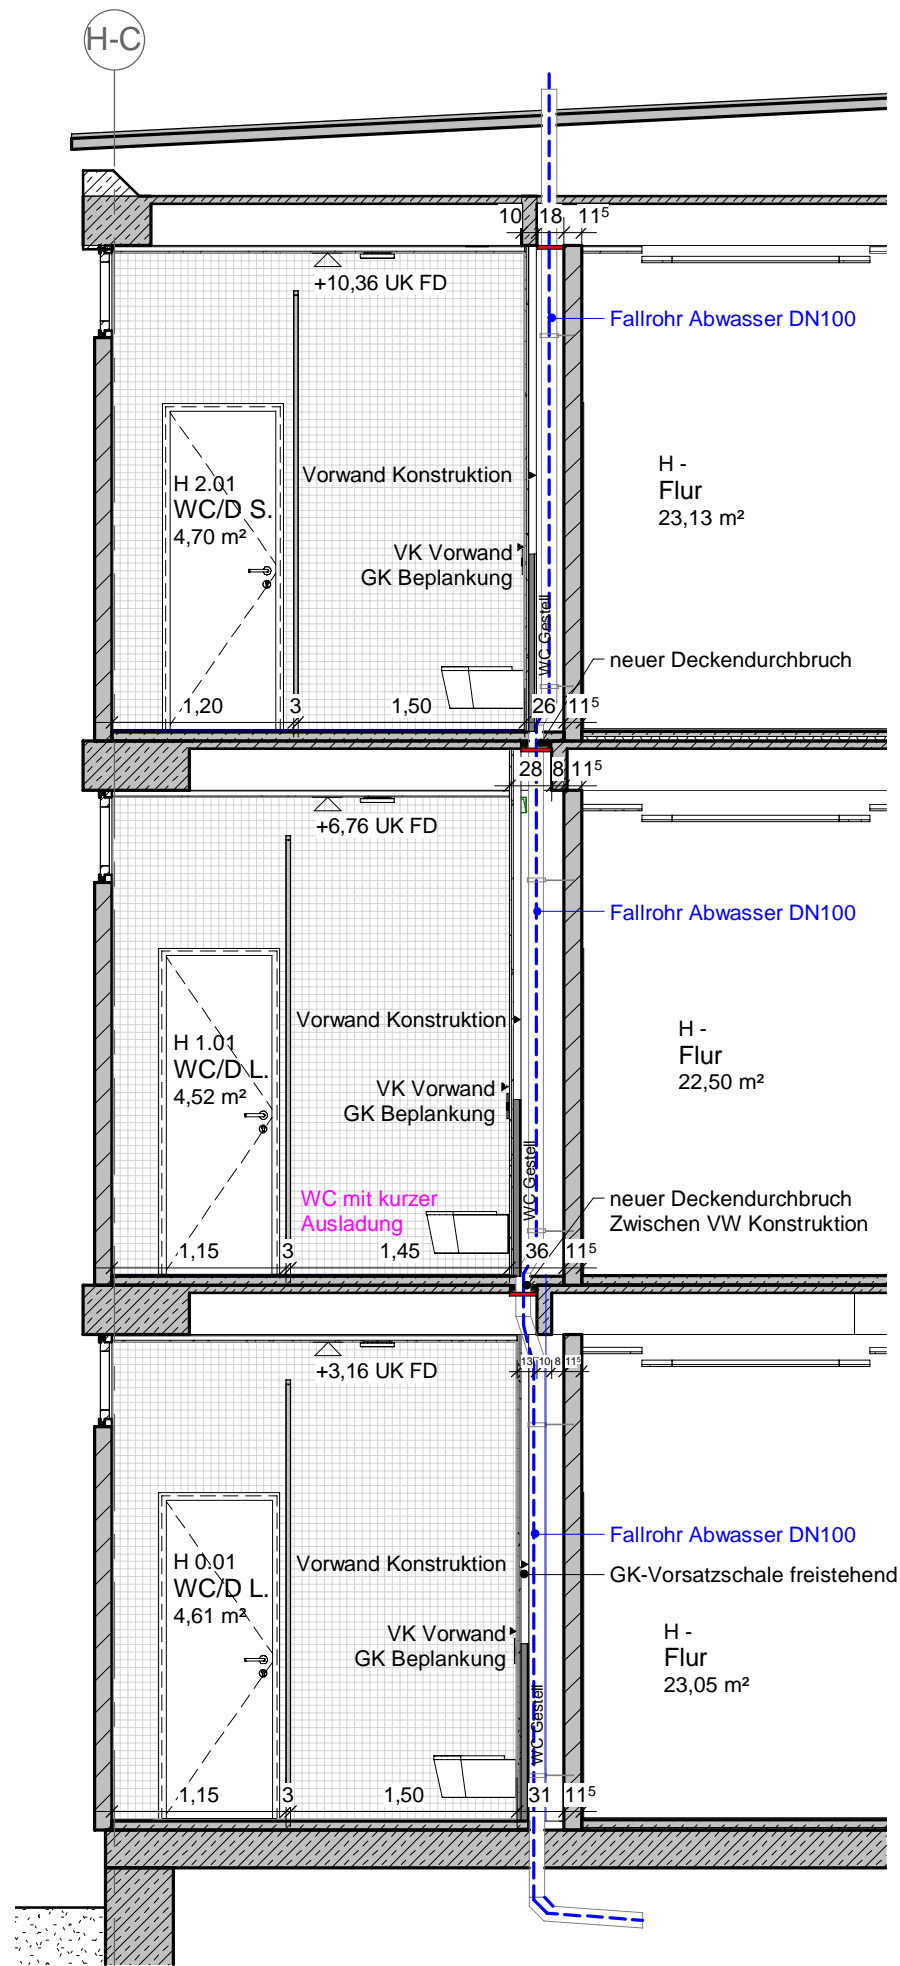 H-C
10 18 11⁵
+10,36 UK FD
Fallrohr Abwasser DN100
Vorwand Konstruktion
H -
Flur
23,13 m²
H 2.01
WC/D S.
4,70 m²
VK Vorwand
GK Beplankung
WC Gestell
neuer Deckendurchbruch
1,20 3 1,50 26 11⁵
28 8 11⁵
+6,76 UK FD
Fallrohr Abwasser DN100
Vorwand Konstruktion
H -
Flur
22,50 m²
H 1.01
WC/D L.
4,52 m²
VK Vorwand
GK Beplankung
WC Gestell
WC mit kurzer
Ausladung
neuer Deckendurchbruch
Zwischen VW Konstruktion
1,15 3 1,45 36 11⁵
13 10 8 11⁵
+3,16 UK FD
Fallrohr Abwasser DN100
Vorwand Konstruktion
GK-Vorsatzschale freistehend
H 0.01
WC/D L.
4,61 m²
VK Vorwand
GK Beplankung
H -
Flur
23,05 m²
WC Gestell
1,15 3 1,50 31 11⁵